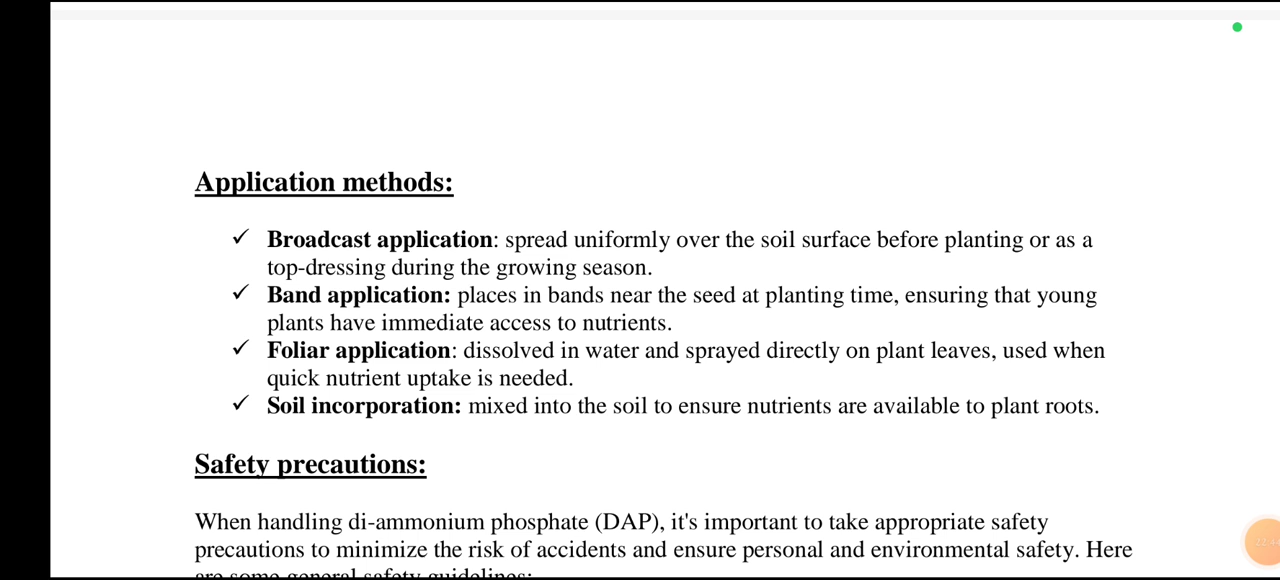 Application methods:
✓ Broadcast application: spread uniformly over the soil surface before planting or as a
top-dressing during the growing season.
✓ Band application: places in bands near the seed at planting time, ensuring that young
plants have immediate access to nutrients.
✓ Foliar application: dissolved in water and sprayed directly on plant leaves, used when
quick nutrient uptake is needed.
✓ Soil incorporation: mixed into the soil to ensure nutrients are available to plant roots.
Safety precautions:
When handling di-ammonium phosphate (DAP), it's important to take appropriate safety
precautions to minimize the risk of accidents and ensure personal and environmental safety. Here
are some general safety guidelines: